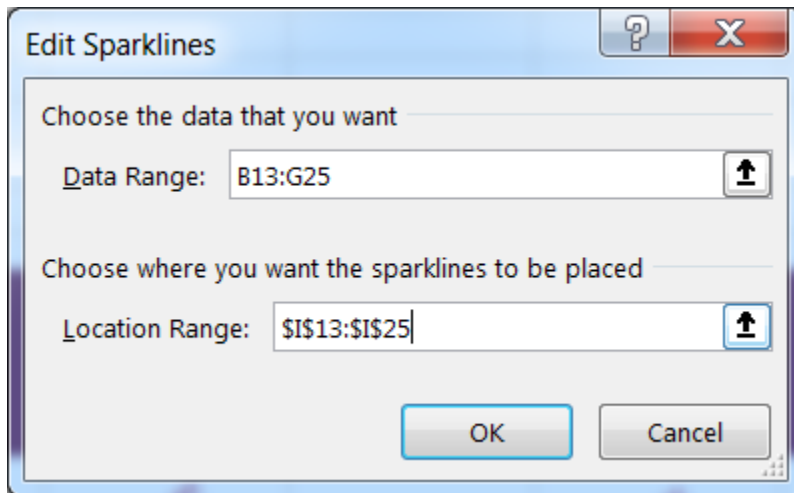 Edit Sparklines
?
X
Choose the data that you want
Data Range: B13:G25
Choose where you want the sparklines to be placed
Location Range: $I$13:$I$25
OK Cancel